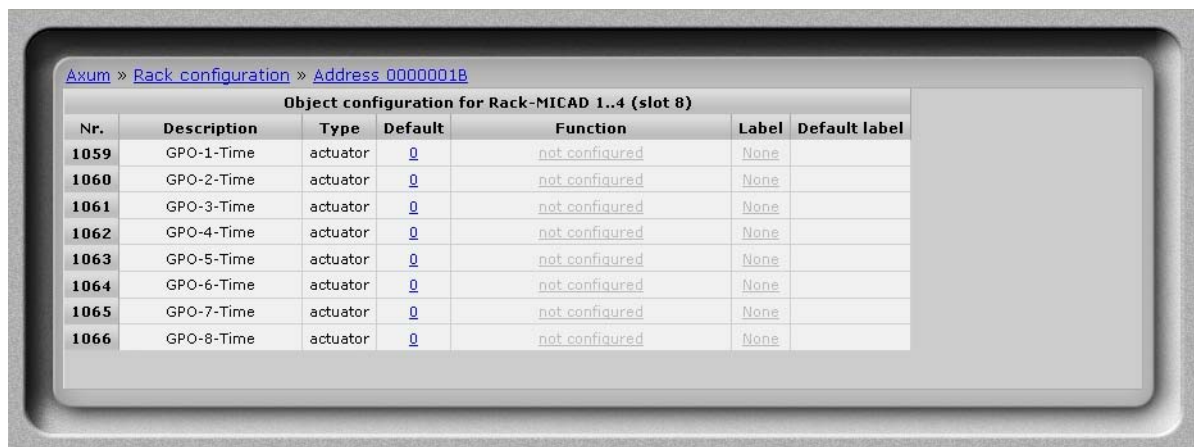 Axum » Rack configuration » Address 0000001B
Object configuration for Rack-MICAD 1..4 (slot 8)
Nr. Description Type Default Function Label Default label
1059 GPO-1-Time actuator 0 not configured None
1060 GPO-2-Time actuator 0 not configured None
1061 GPO-3-Time actuator 0 not configured None
1062 GPO-4-Time actuator 0 not configured None
1063 GPO-5-Time actuator 0 not configured None
1064 GPO-6-Time actuator 0 not configured None
1065 GPO-7-Time actuator 0 not configured None
1066 GPO-8-Time actuator 0 not configured None